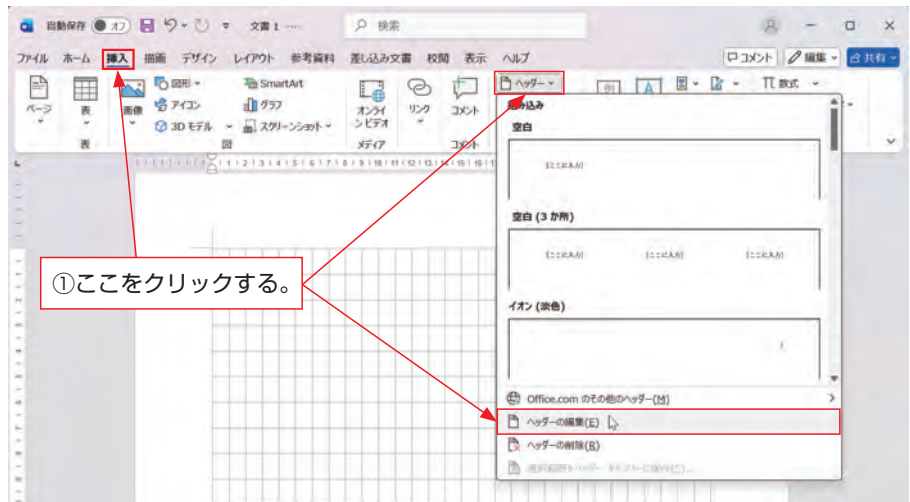 自動保存 オフ 文書 1 検索
ファイル ホーム 挿入 描画 デザイン レイアウト 参考資料 差し込み文書 校閲 表示 ヘルプ コメント 編集 共有
ページ 表 画像 図形 アイコン 3D モデル SmartArt グラフ スクリーンショット オンラインビデオ リンク コメント ヘッダー 数式
表 図 メディア コメント
組み込み
空白
[ここに入力]
空白 (3 か所)
[ここに入力] [ここに入力] [ここに入力]
イオン (淡色)
①ここをクリックする。
Office.com のその他のヘッダー(M)
ヘッダーの編集(E)
ヘッダーの削除(R)